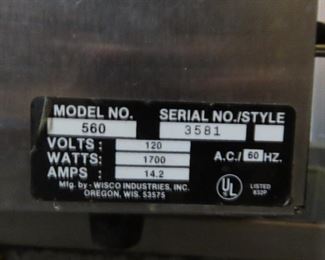 MODEL NO. SERIAL NO./STYLE
560 3581
VOLTS : 120
WATTS: 1700 A.C./ 60 HZ.
AMPS : 14.2
Mfg. by - WISCO INDUSTRIES, INC.
OREGON, WIS. 53575
UL LISTED
632P